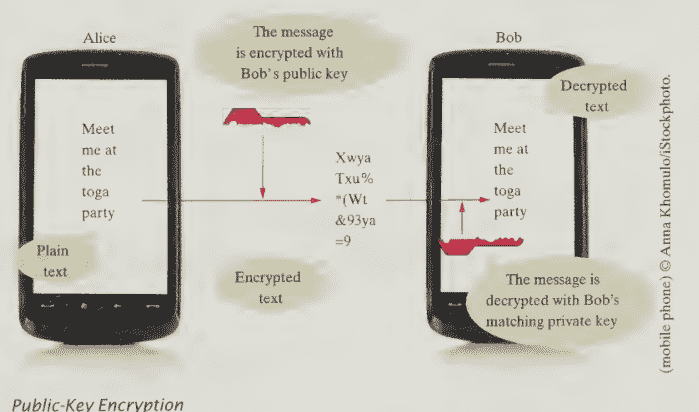 Alice
The message
is encrypted with
Bob's public key
Bob
Decrypted
text
Meet
me at
the
toga
party
Xwya
Txu%
*(Wt
&93ya
=9
Meet
me at
the
toga
party
Plain
text
Encrypted
text
The message is
decrypted with Bob's
matching private key
(mobile phone) © Anna Khomulo/iStockphoto.
Public-Key Encryption